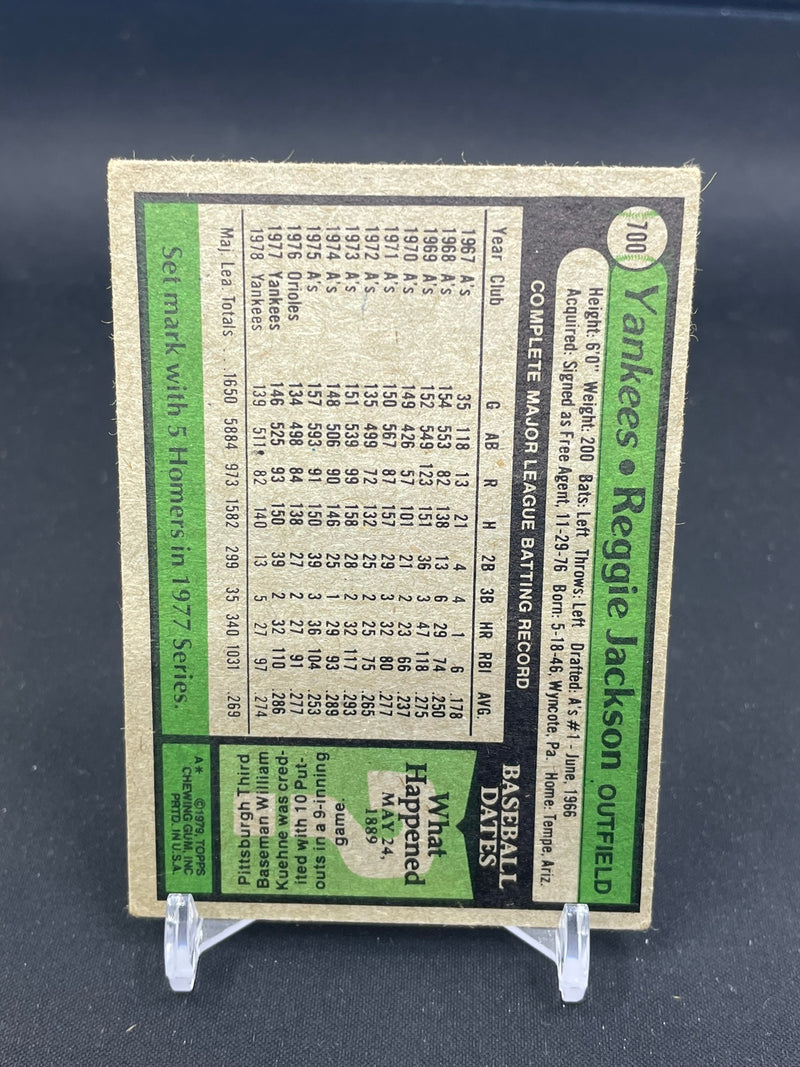 700
Yankees • Reggie Jackson OUTFIELD
Height: 6'0" Weight: 200 Bats: Left Throws: Left Drafted: A's #1 - June, 1966
Acquired: Signed as Free Agent, 11-29-76 Born: 5-18-46, Wyncote, Pa. Home: Tempe, Ariz.
COMPLETE MAJOR LEAGUE BATTING RECORD
Year Club G AB R H 2B 3B HR RBI AVG.
1967 A's 35 118 13 21 4 4 1 6 .178
1968 A's 154 553 82 138 13 6 29 74 .250
1969 A's 152 549 123 151 36 3 47 118 .275
1970 A's 149 426 57 101 21 2 23 66 .237
1971 A's 150 567 87 157 29 3 32 80 .277
1972 A's 135 499 72 132 25 2 25 75 .265
1973 A's 151 539 99 158 28 2 32 117 .293
1974 A's 148 506 90 146 25 1 29 93 .289
1975 A's 157 593 91 150 39 3 36 104 .253
1976 Orioles 134 498 84 138 27 2 27 91 .277
1977 Yankees 146 525 93 150 39 2 32 110 .286
1978 Yankees 139 511 82 140 13 5 27 97 .274
Maj. Lea. Totals . . 1650 5884 973 1582 299 35 340 1031 .269
Set mark with 5 Homers in 1977 Series.
BASEBALL
DATES
What
Happened
MAY 24,
1889
?
Pittsburgh Third
Baseman William
Kuehne was cred-
ited with 10 Put-
outs in a 9-inning
game.
A* ©1979, TOPPS
CHEWING GUM, INC
PRTD. IN U.S.A.